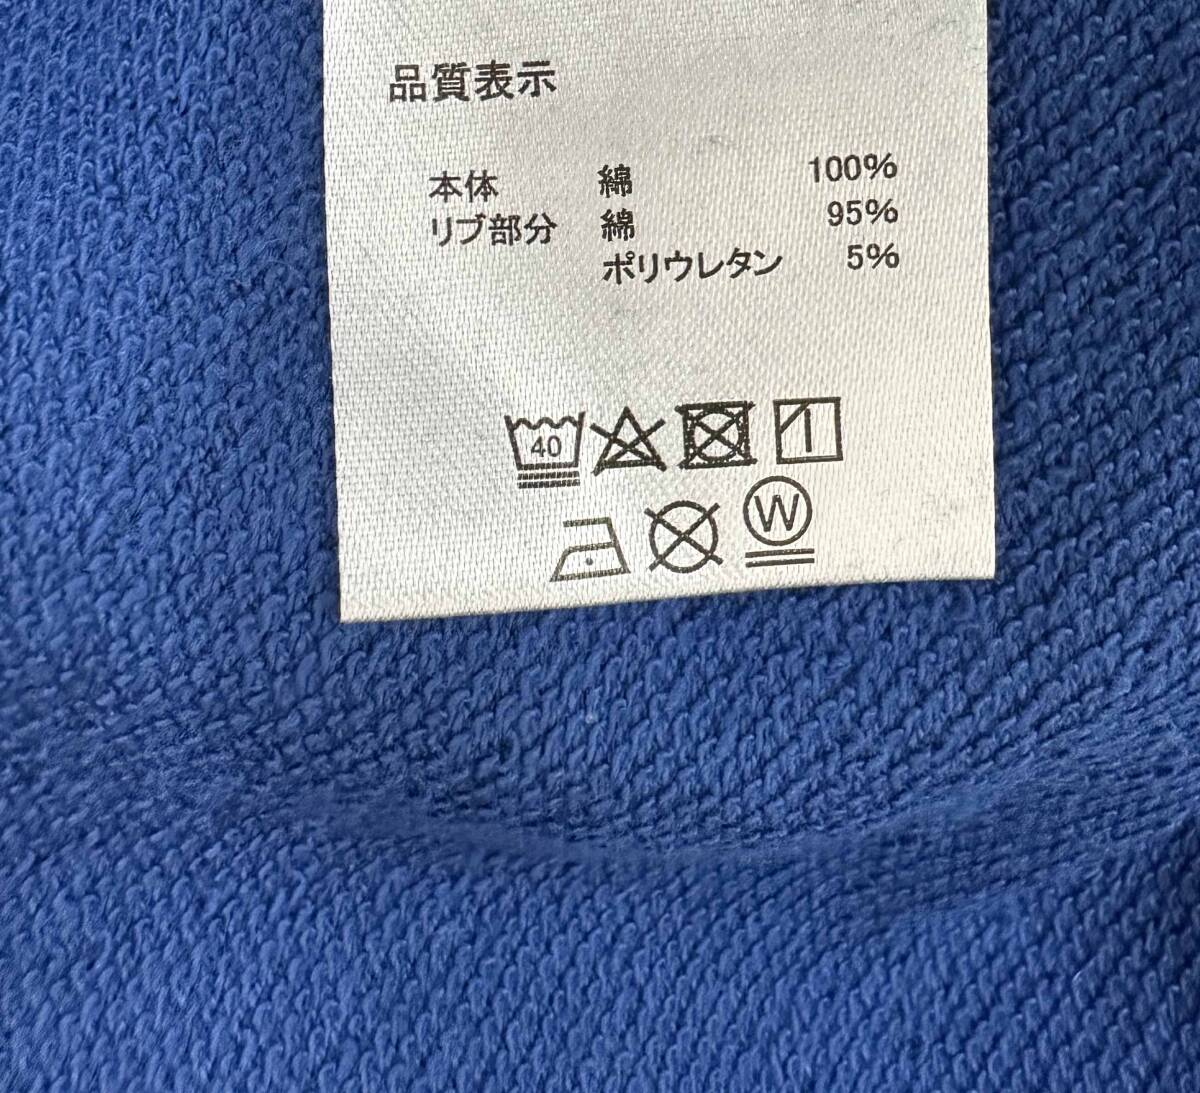 品質表示
本体 綿 100%
リブ部分 綿 95%
ポリウレタン 5%
40
W